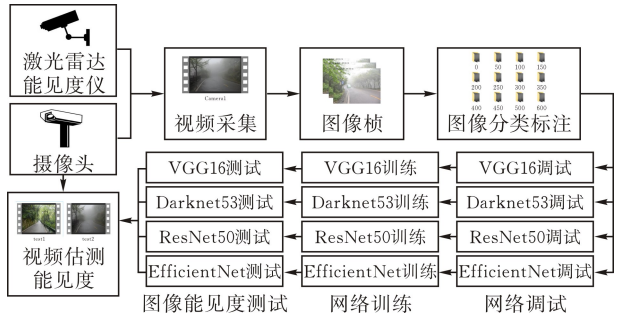 激光雷达
能见度仪
摄像头
Camera1
视频采集
图像桢
0 50 100 150
200 250 300 350
400 450 500 600
图像分类标注
VGG16测试
VGG16训练
VGG16调试
Darknet53测试
Darknet53训练
Darknet53调试
ResNet50测试
ResNet50训练
ResNet50调试
EfficientNet测试
EfficientNet训练
EfficientNet调试
test1 test2
视频估测
能见度
图像能见度测试
网络训练
网络调试